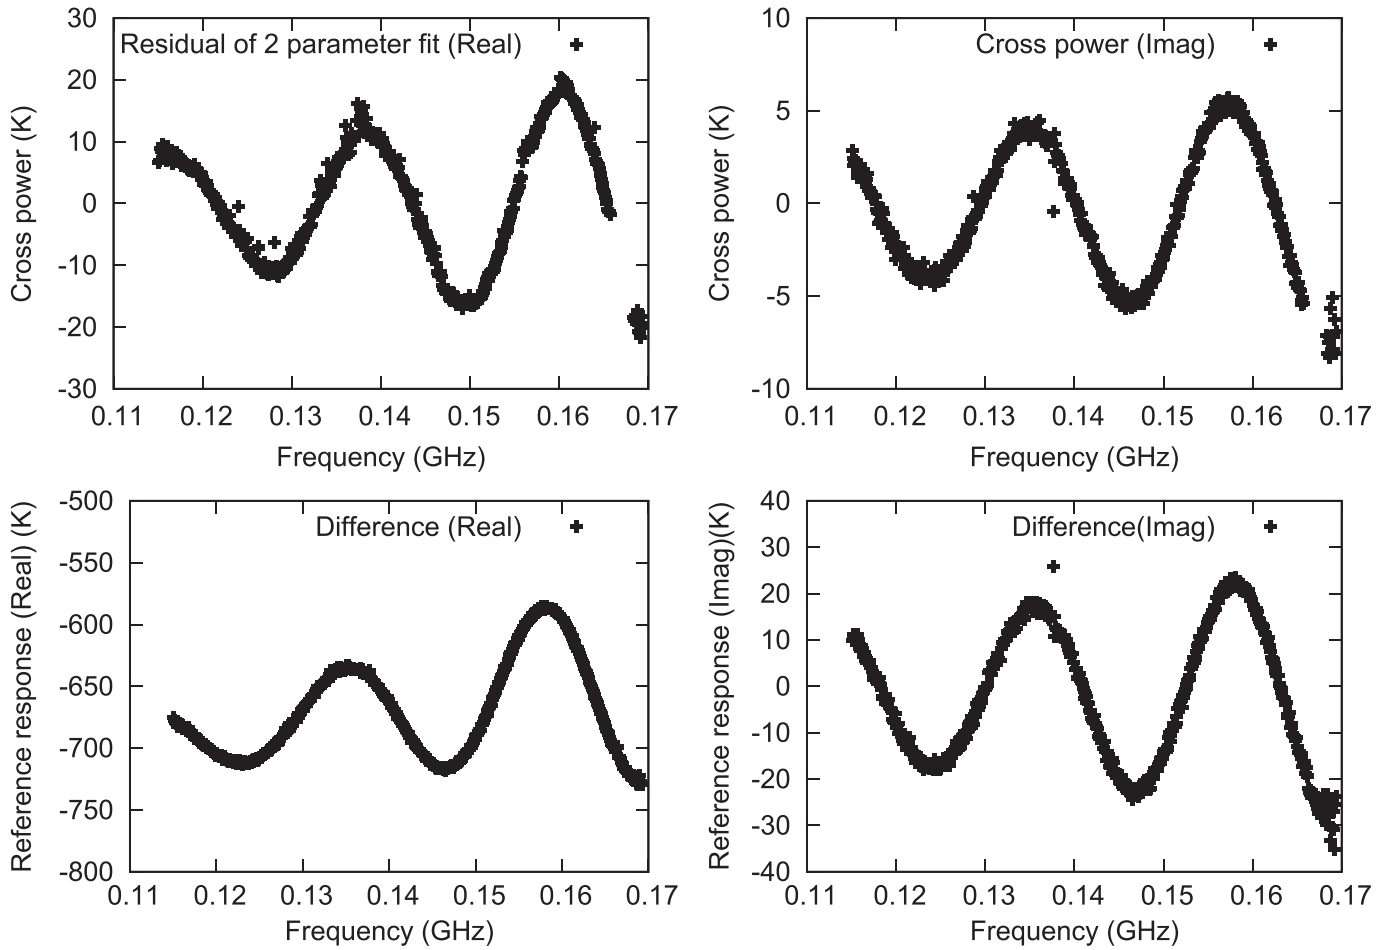 Residual of 2 parameter fit (Real)
Cross power (K)
30
20
10
0
-10
-20
-30
0.11 0.12 0.13 0.14 0.15 0.16 0.17
Frequency (GHz)
Cross power (Imag)
Cross power (K)
10
5
0
-5
-10
0.11 0.12 0.13 0.14 0.15 0.16 0.17
Frequency (GHz)
Difference (Real)
Reference response (Real) (K)
-500
-550
-600
-650
-700
-750
-800
0.11 0.12 0.13 0.14 0.15 0.16 0.17
Frequency (GHz)
Difference(Imag)
Reference response (Imag)(K)
40
30
20
10
0
-10
-20
-30
-40
0.11 0.12 0.13 0.14 0.15 0.16 0.17
Frequency (GHz)